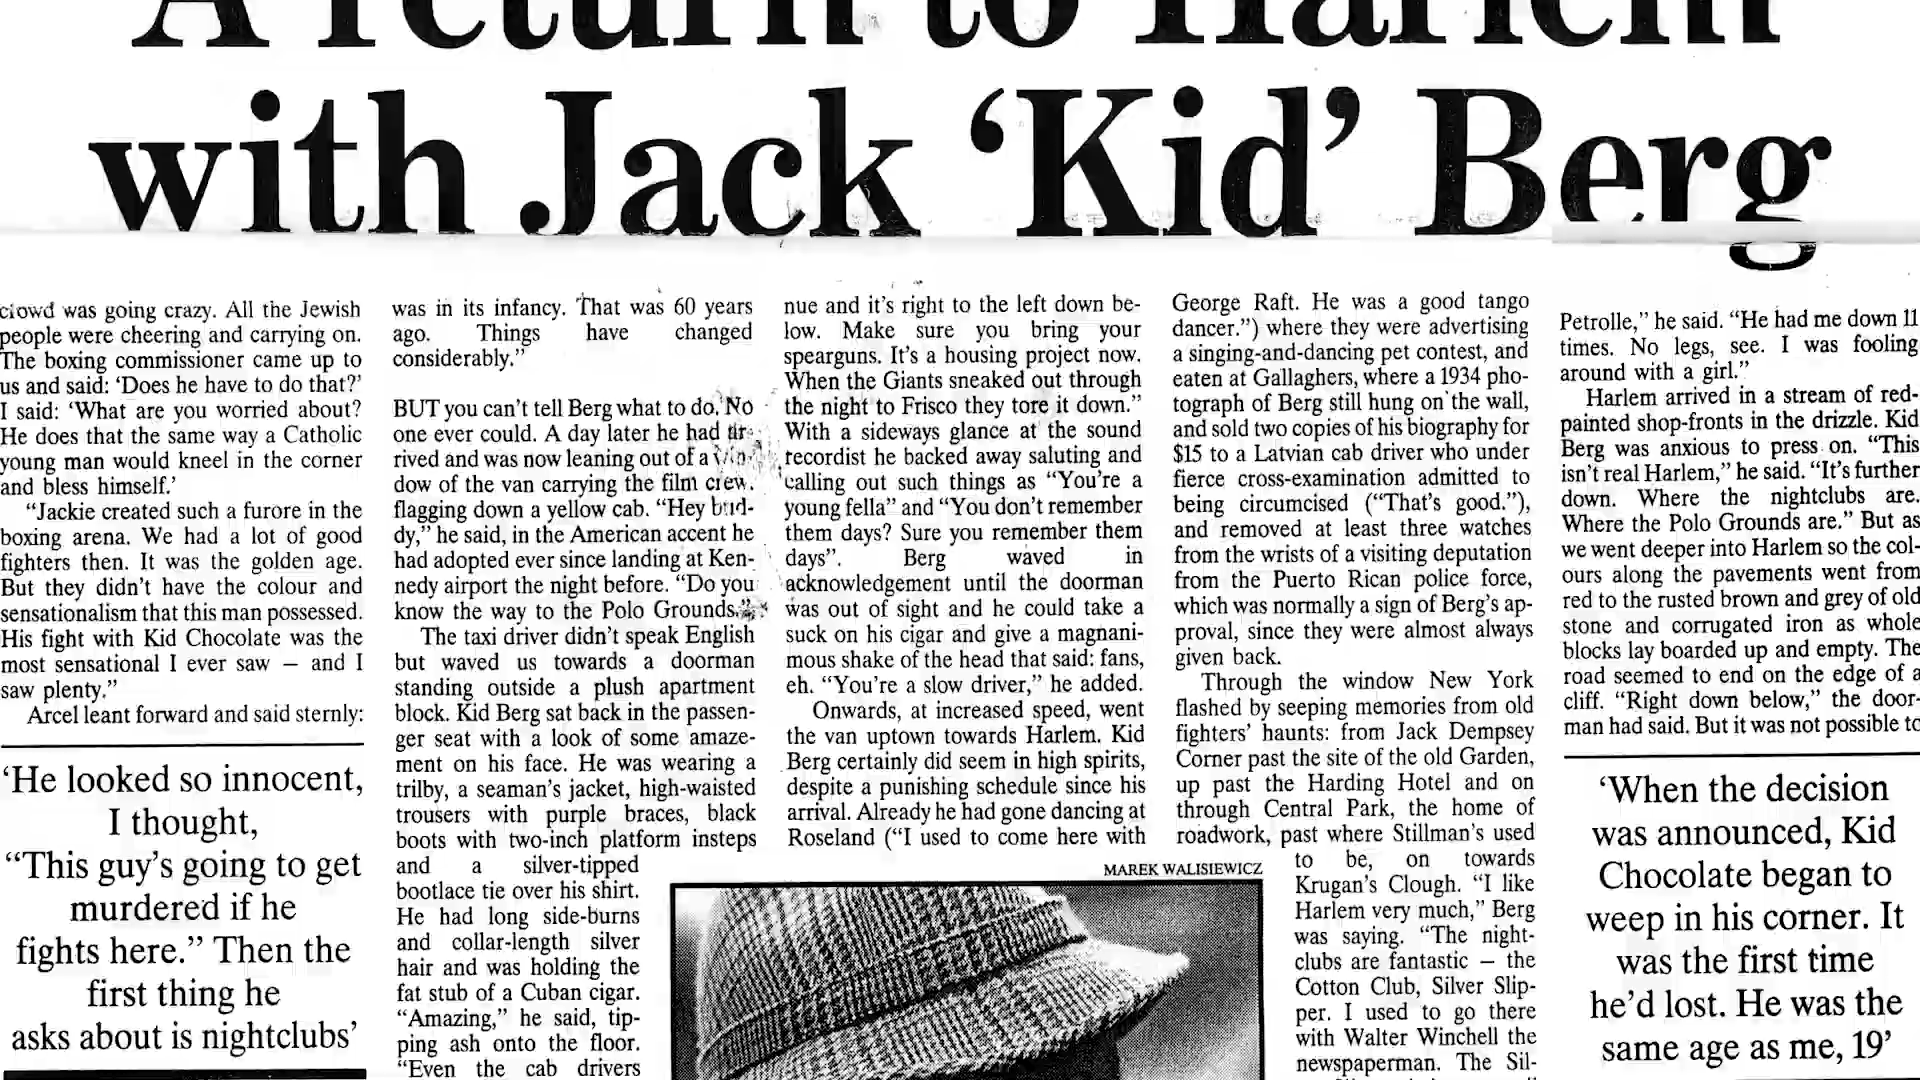 A return to Harlem
with Jack ‘Kid’ Berg
crowd was going crazy. All the Jewish
people were cheering and carrying on.
The boxing commissioner came up to
us and said: ‘Does he have to do that?’
I said: ‘What are you worried about?
He does that the same way a Catholic
young man would kneel in the corner
and bless himself.’
“Jackie created such a furore in the
boxing arena. We had a lot of good
fighters then. It was the golden age.
But they didn’t have the colour and
sensationalism that this man possessed.
His fight with Kid Chocolate was the
most sensational I ever saw — and I
saw plenty.”
Arcel leant forward and said sternly:
‘He looked so innocent,
I thought,
“This guy’s going to get
murdered if he
fights here.” Then the
first thing he
asks about is nightclubs’
was in its infancy. That was 60 years
ago. Things have changed
considerably.”
BUT you can’t tell Berg what to do. No
one ever could. A day later he had ar-
rived and was now leaning out of a win-
dow of the van carrying the film crew.
flagging down a yellow cab. “Hey bud-
dy,” he said, in the American accent he
had adopted ever since landing at Ken-
nedy airport the night before. “Do you
know the way to the Polo Grounds.”
The taxi driver didn’t speak English
but waved us towards a doorman
standing outside a plush apartment
block. Kid Berg sat back in the passen-
ger seat with a look of some amaze-
ment on his face. He was wearing a
trilby, a seaman’s jacket, high-waisted
trousers with purple braces, black
boots with two-inch platform insteps
and a silver-tipped
bootlace tie over his shirt.
He had long side-burns
and collar-length silver
hair and was holding the
fat stub of a Cuban cigar.
“Amazing,” he said, tip-
ping ash onto the floor.
“Even the cab drivers
nue and it’s right to the left down be-
low. Make sure you bring your
spearguns. It’s a housing project now.
When the Giants sneaked out through
the night to Frisco they tore it down.”
With a sideways glance at the sound
recordist he backed away saluting and
calling out such things as “You’re a
young fella” and “You don’t remember
them days? Sure you remember them
days”. Berg waved in
acknowledgement until the doorman
was out of sight and he could take a
suck on his cigar and give a magnani-
mous shake of the head that said: fans,
eh. “You’re a slow driver,” he added.
Onwards, at increased speed, went
the van uptown towards Harlem. Kid
Berg certainly did seem in high spirits,
despite a punishing schedule since his
arrival. Already he had gone dancing at
Roseland (“I used to come here with
MAREK WALISIEWICZ
George Raft. He was a good tango
dancer.”) where they were advertising
a singing-and-dancing pet contest, and
eaten at Gallaghers, where a 1934 pho-
tograph of Berg still hung on the wall,
and sold two copies of his biography for
$15 to a Latvian cab driver who under
fierce cross-examination admitted to
being circumcised (“That’s good.”),
and removed at least three watches
from the wrists of a visiting deputation
from the Puerto Rican police force,
which was normally a sign of Berg’s ap-
proval, since they were almost always
given back.
Through the window New York
flashed by seeping memories from old
fighters’ haunts: from Jack Dempsey
Corner past the site of the old Garden,
up past the Harding Hotel and on
through Central Park, the home of
roadwork, past where Stillman’s used
to be, on towards
Krugan’s Clough. “I like
Harlem very much,” Berg
was saying. “The night-
clubs are fantastic — the
Cotton Club, Silver Slip-
per. I used to go there
with Walter Winchell the
newspaperman. The Sil-
Petrolle,” he said. “He had me down 11
times. No legs, see. I was fooling
around with a girl.”
Harlem arrived in a stream of red-
painted shop-fronts in the drizzle. Kid
Berg was anxious to press on. “This
isn’t real Harlem,” he said. “It’s further
down. Where the nightclubs are.
Where the Polo Grounds are.” But as
we went deeper into Harlem so the col-
ours along the pavements went from
red to the rusted brown and grey of old
stone and corrugated iron as whole
blocks lay boarded up and empty. The
road seemed to end on the edge of a
cliff. “Right down below,” the door-
man had said. But it was not possible to
‘When the decision
was announced, Kid
Chocolate began to
weep in his corner. It
was the first time
he’d lost. He was the
same age as me, 19’